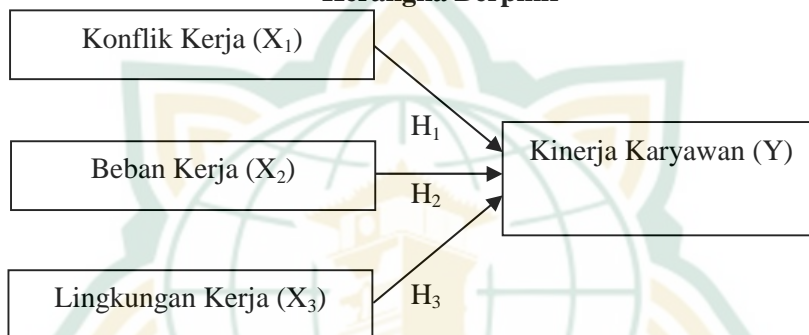 Kerangka Berpikir
Konflik Kerja (X₁)
H₁
Kinerja Karyawan (Y)
Beban Kerja (X₂)
H₂
Lingkungan Kerja (X₃)
H₃